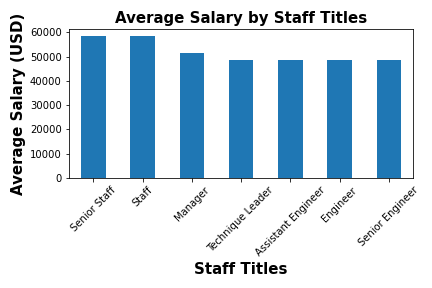 Average Salary by Staff Titles
Average Salary (USD)
60000
50000
40000
30000
20000
10000
0
Senior Staff
Staff
Manager
Technique Leader
Assistant Engineer
Engineer
Senior Engineer
Staff Titles